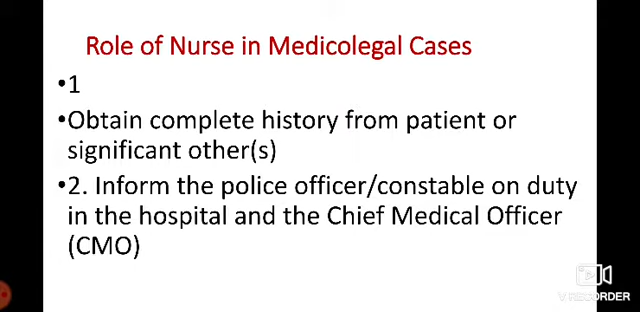 Role of Nurse in Medicolegal Cases
•1
•Obtain complete history from patient or
significant other(s)
•2. Inform the police officer/constable on duty
in the hospital and the Chief Medical Officer
(CMO)
V RECORDER